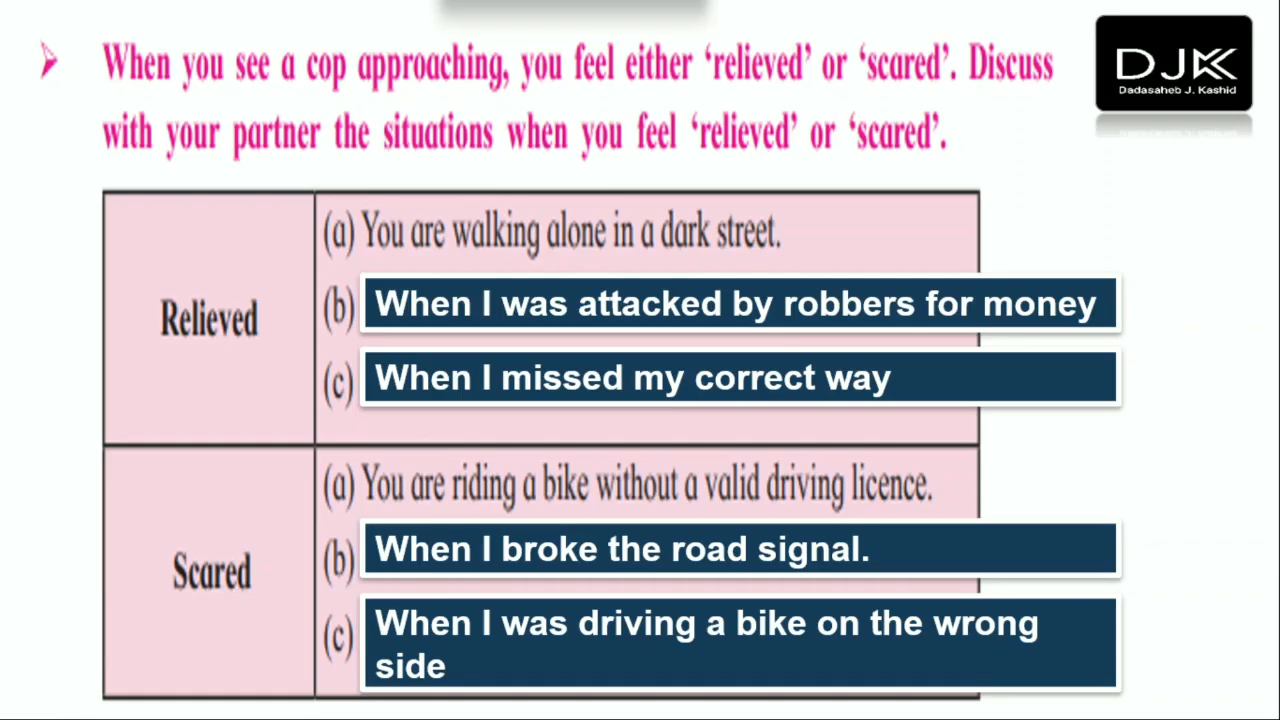 ➤ When you see a cop approaching, you feel either ‘relieved’ or ‘scared’. Discuss
with your partner the situations when you feel ‘relieved’ or ‘scared’.
DJK
Dadasaheb J. Kashid
Relieved
(a) You are walking alone in a dark street.
(b) When I was attacked by robbers for money
(c) When I missed my correct way
Scared
(a) You are riding a bike without a valid driving licence.
(b) When I broke the road signal.
(c) When I was driving a bike on the wrong
side